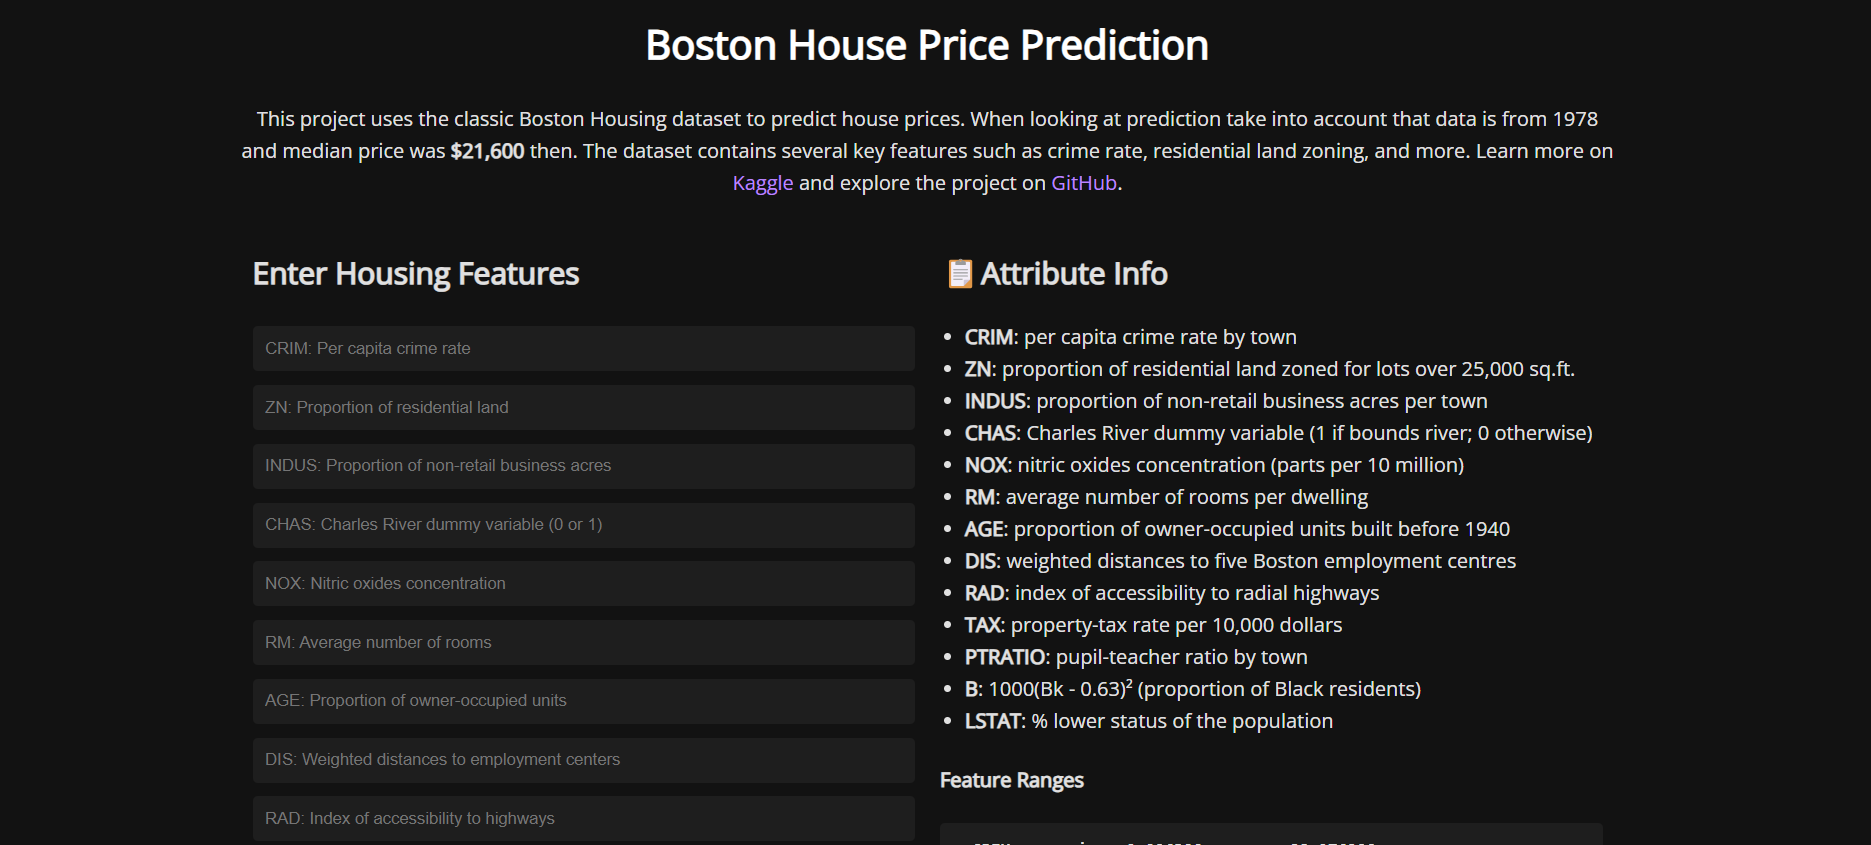 Boston House Price Prediction
This project uses the classic Boston Housing dataset to predict house prices. When looking at prediction take into account that data is from 1978
and median price was $21,600 then. The dataset contains several key features such as crime rate, residential land zoning, and more. Learn more on
Kaggle and explore the project on GitHub.
Enter Housing Features
CRIM: Per capita crime rate
ZN: Proportion of residential land
INDUS: Proportion of non-retail business acres
CHAS: Charles River dummy variable (0 or 1)
NOX: Nitric oxides concentration
RM: Average number of rooms
AGE: Proportion of owner-occupied units
DIS: Weighted distances to employment centers
RAD: Index of accessibility to highways
📋 Attribute Info
• CRIM: per capita crime rate by town
• ZN: proportion of residential land zoned for lots over 25,000 sq.ft.
• INDUS: proportion of non-retail business acres per town
• CHAS: Charles River dummy variable (1 if bounds river; 0 otherwise)
• NOX: nitric oxides concentration (parts per 10 million)
• RM: average number of rooms per dwelling
• AGE: proportion of owner-occupied units built before 1940
• DIS: weighted distances to five Boston employment centres
• RAD: index of accessibility to radial highways
• TAX: property-tax rate per 10,000 dollars
• PTRATIO: pupil-teacher ratio by town
• B: 1000(Bk - 0.63)² (proportion of Black residents)
• LSTAT: % lower status of the population
Feature Ranges